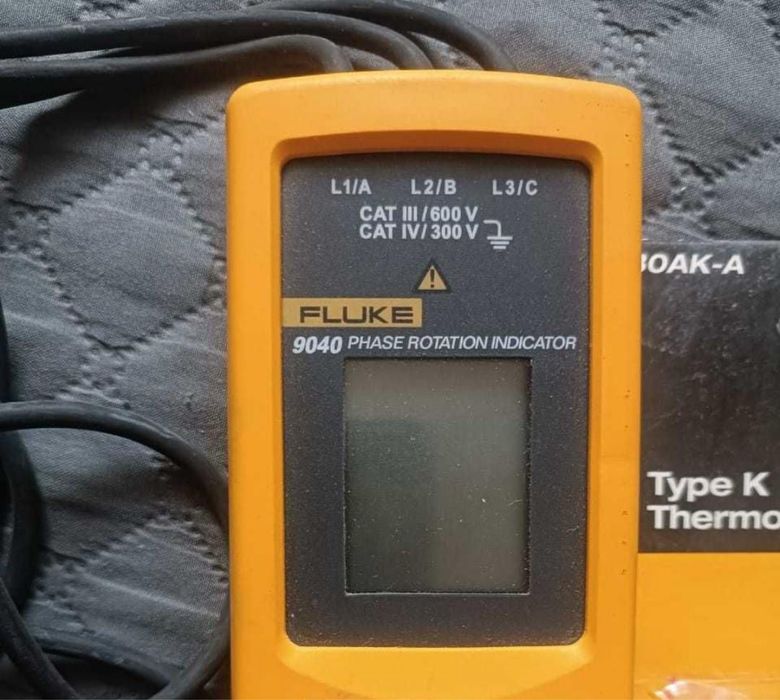 L1/A L2/B L3/C
CAT III/600 V
CAT IV/300 V
FLUKE
9040 PHASE ROTATION INDICATOR
0AK-A
Type K
Thermo